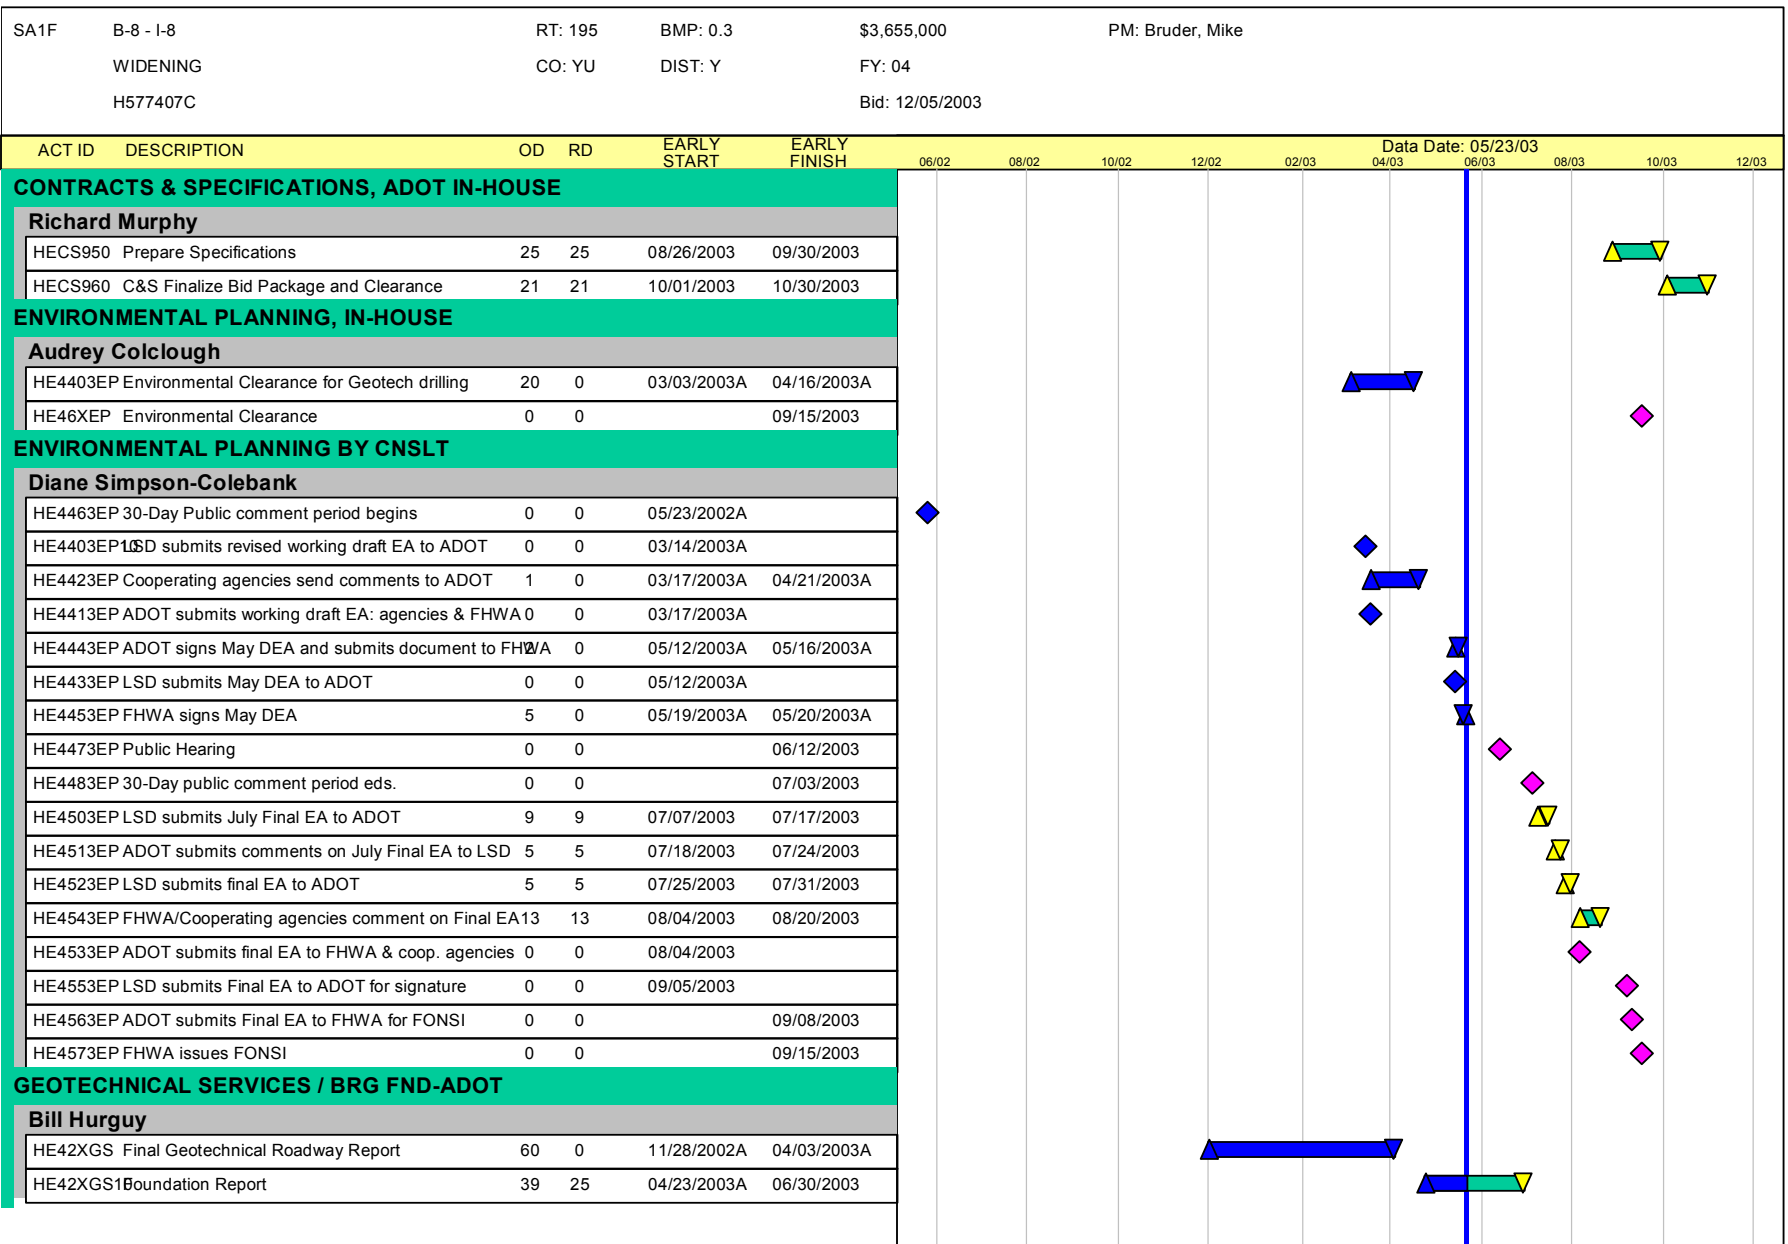 SA1F B-8 - I-8 RT: 195 BMP: 0.3 $3,655,000 PM: Bruder, Mike
WIDENING CO: YU DIST: Y FY: 04
H577407C Bid: 12/05/2003
ACT ID DESCRIPTION OD RD EARLY START EARLY FINISH
Data Date: 05/23/03
06/02 08/02 10/02 12/02 02/03 04/03 06/03 08/03 10/03 12/03
CONTRACTS & SPECIFICATIONS, ADOT IN-HOUSE
Richard Murphy
HECS950 Prepare Specifications 25 25 08/26/2003 09/30/2003
HECS960 C&S Finalize Bid Package and Clearance 21 21 10/01/2003 10/30/2003
ENVIRONMENTAL PLANNING, IN-HOUSE
Audrey Colclough
HE4403EP Environmental Clearance for Geotech drilling 20 0 03/03/2003A 04/16/2003A
HE46XEP Environmental Clearance 0 0 09/15/2003
ENVIRONMENTAL PLANNING BY CNSLT
Diane Simpson-Colebank
HE4463EP 30-Day Public comment period begins 0 0 05/23/2002A
HE4403EP10 LSD submits revised working draft EA to ADOT 0 0 03/14/2003A
HE4423EP Cooperating agencies send comments to ADOT 1 0 03/17/2003A 04/21/2003A
HE4413EP ADOT submits working draft EA: agencies & FHWA 0 0 03/17/2003A
HE4443EP ADOT signs May DEA and submits document to FHWA 2 0 05/12/2003A 05/16/2003A
HE4433EP LSD submits May DEA to ADOT 0 0 05/12/2003A
HE4453EP FHWA signs May DEA 5 0 05/19/2003A 05/20/2003A
HE4473EP Public Hearing 0 0 06/12/2003
HE4483EP 30-Day public comment period eds. 0 0 07/03/2003
HE4503EP LSD submits July Final EA to ADOT 9 9 07/07/2003 07/17/2003
HE4513EP ADOT submits comments on July Final EA to LSD 5 5 07/18/2003 07/24/2003
HE4523EP LSD submits final EA to ADOT 5 5 07/25/2003 07/31/2003
HE4543EP FHWA/Cooperating agencies comment on Final EA 13 13 08/04/2003 08/20/2003
HE4533EP ADOT submits final EA to FHWA & coop. agencies 0 0 08/04/2003
HE4553EP LSD submits Final EA to ADOT for signature 0 0 09/05/2003
HE4563EP ADOT submits Final EA to FHWA for FONSI 0 0 09/08/2003
HE4573EP FHWA issues FONSI 0 0 09/15/2003
GEOTECHNICAL SERVICES / BRG FND-ADOT
Bill Hurguy
HE42XGS Final Geotechnical Roadway Report 60 0 11/28/2002A 04/03/2003A
HE42XGS10 Foundation Report 39 25 04/23/2003A 06/30/2003